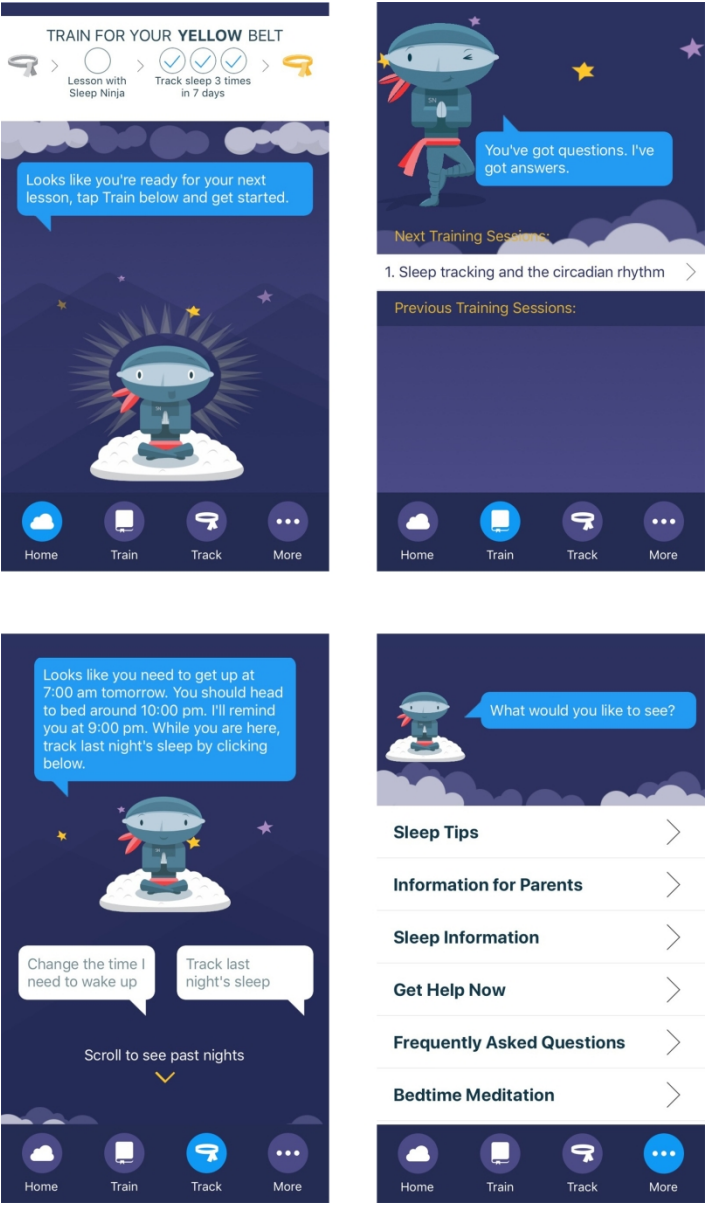 TRAIN FOR YOUR YELLOW BELT
Lesson with
Sleep Ninja
Track sleep 3 times
in 7 days
Looks like you're ready for your next
lesson, tap Train below and get started.
SN
Home
Train
Track
More
SN
You've got questions. I've
got answers.
Next Training Sessions:
1. Sleep tracking and the circadian rhythm
Previous Training Sessions:
Home
Train
Track
More
Looks like you need to get up at
7:00 am tomorrow. You should head
to bed around 10:00 pm. I'll remind
you at 9:00 pm. While you are here,
track last night's sleep by clicking
below.
Change the time I
need to wake up
Track last
night's sleep
Scroll to see past nights
Home
Train
Track
More
What would you like to see?
Sleep Tips
Information for Parents
Sleep Information
Get Help Now
Frequently Asked Questions
Bedtime Meditation
Home
Train
Track
More